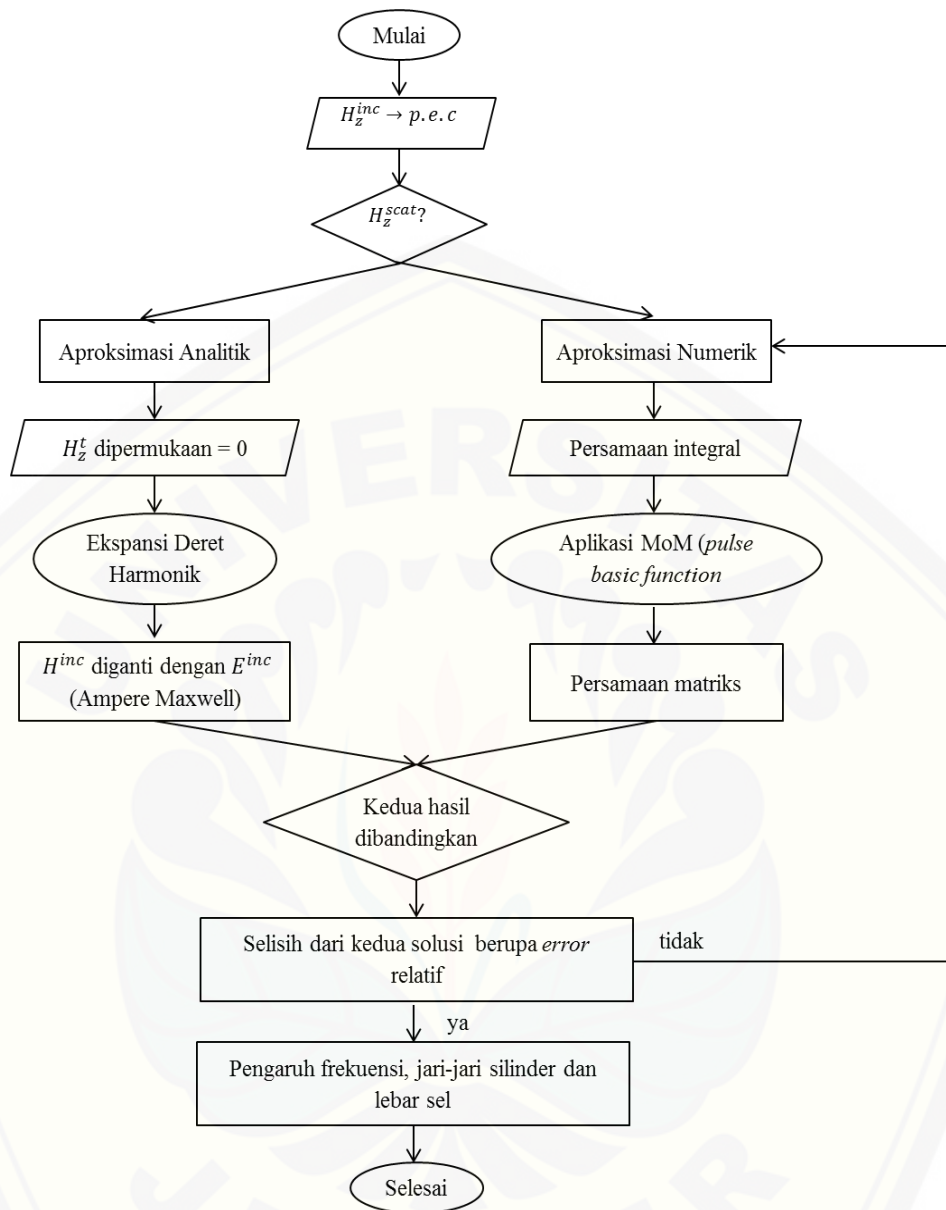 Mulai
H_z^{inc} → p.e.c
H_z^{scat}?
Aproksimasi Analitik
Aproksimasi Numerik
H_z^t dipermukaan = 0
Persamaan integral
Ekspansi Deret
Harmonik
Aplikasi MoM (pulse
basic function
H^{inc} diganti dengan E^{inc}
(Ampere Maxwell)
Persamaan matriks
Kedua hasil
dibandingkan
Selisih dari kedua solusi berupa error
relatif
tidak
ya
Pengaruh frekuensi, jari-jari silinder dan
lebar sel
Selesai
UNIVERSITAS